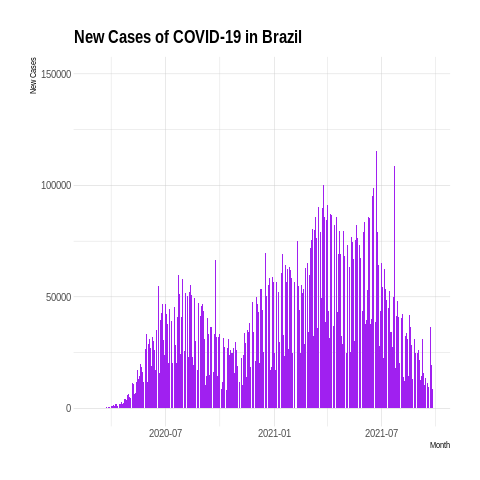 New Cases of COVID-19 in Brazil
New Cases
150000
100000
50000
0
2020-07
2021-01
2021-07
Month